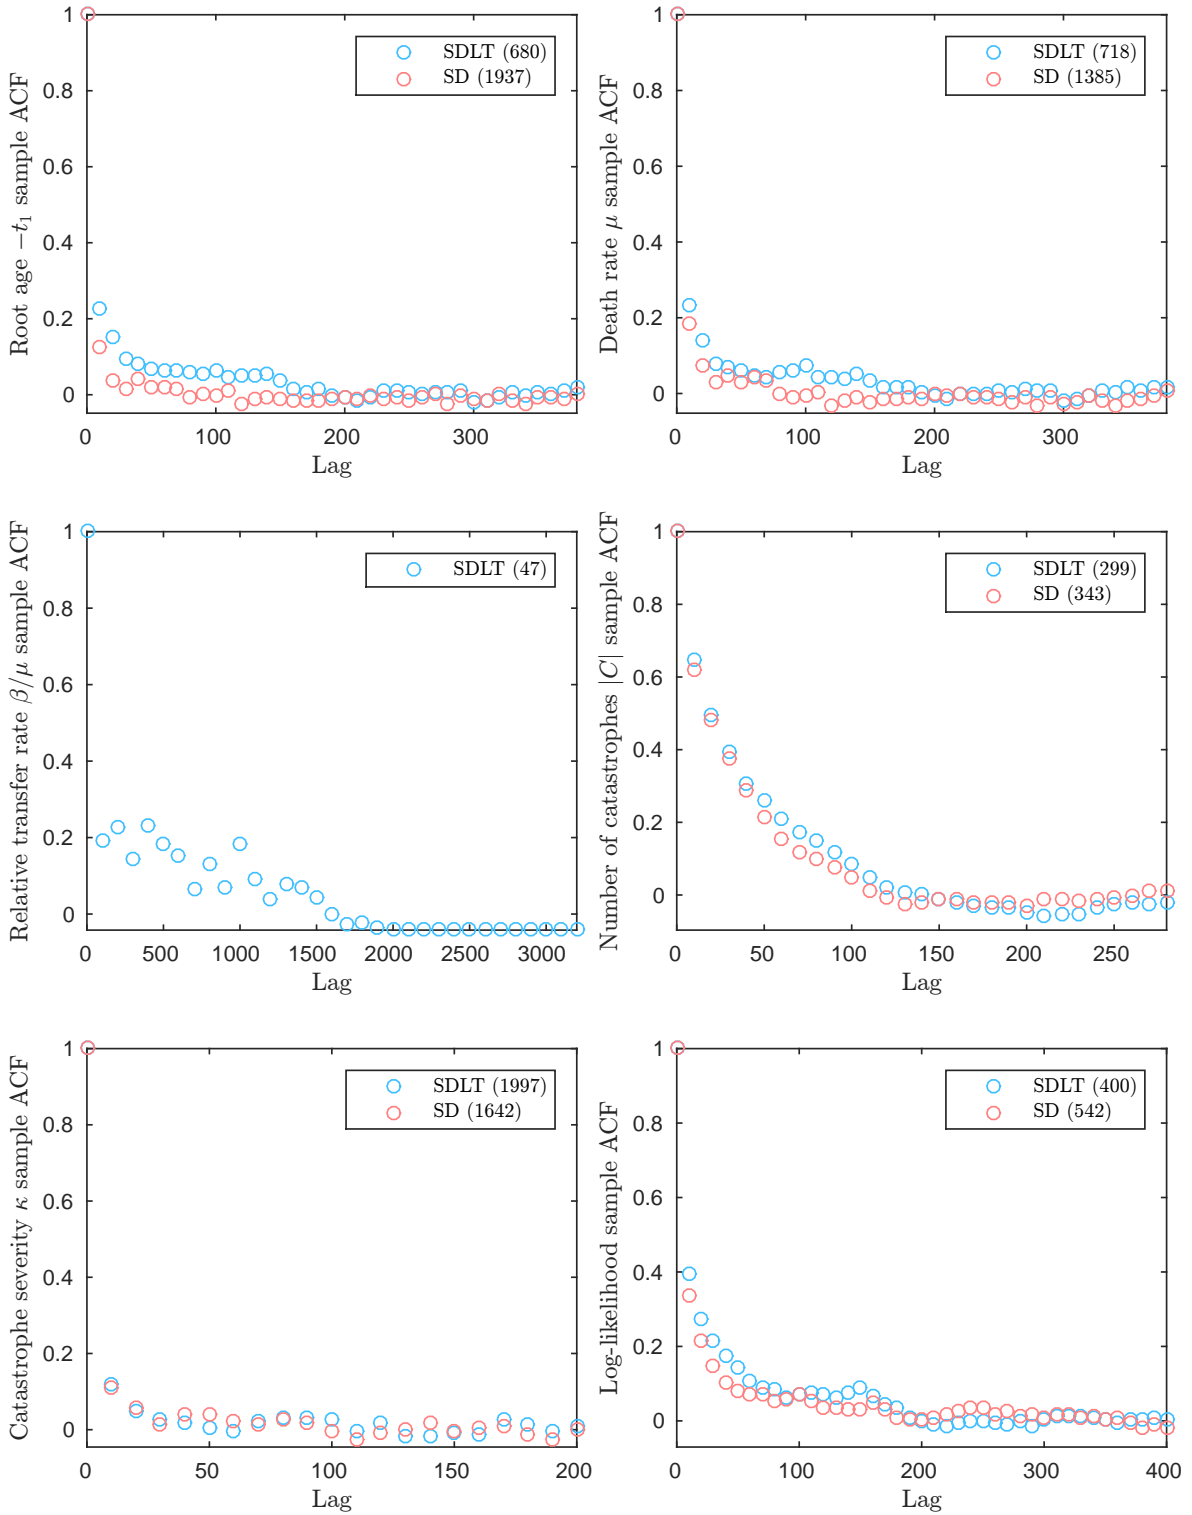 Root age −t₁ sample ACF
1
0.8
0.6
0.4
0.2
0
0 100 200 300
Lag
SDLT (680)
SD (1937)
Death rate μ sample ACF
1
0.8
0.6
0.4
0.2
0
0 100 200 300
Lag
SDLT (718)
SD (1385)
Relative transfer rate β/μ sample ACF
1
0.8
0.6
0.4
0.2
0
0 500 1000 1500 2000 2500 3000
Lag
SDLT (47)
Number of catastrophes |C| sample ACF
1
0.8
0.6
0.4
0.2
0
0 50 100 150 200 250
Lag
SDLT (299)
SD (343)
Catastrophe severity κ sample ACF
1
0.8
0.6
0.4
0.2
0
0 50 100 150 200
Lag
SDLT (1997)
SD (1642)
Log-likelihood sample ACF
1
0.8
0.6
0.4
0.2
0
0 100 200 300 400
Lag
SDLT (400)
SD (542)